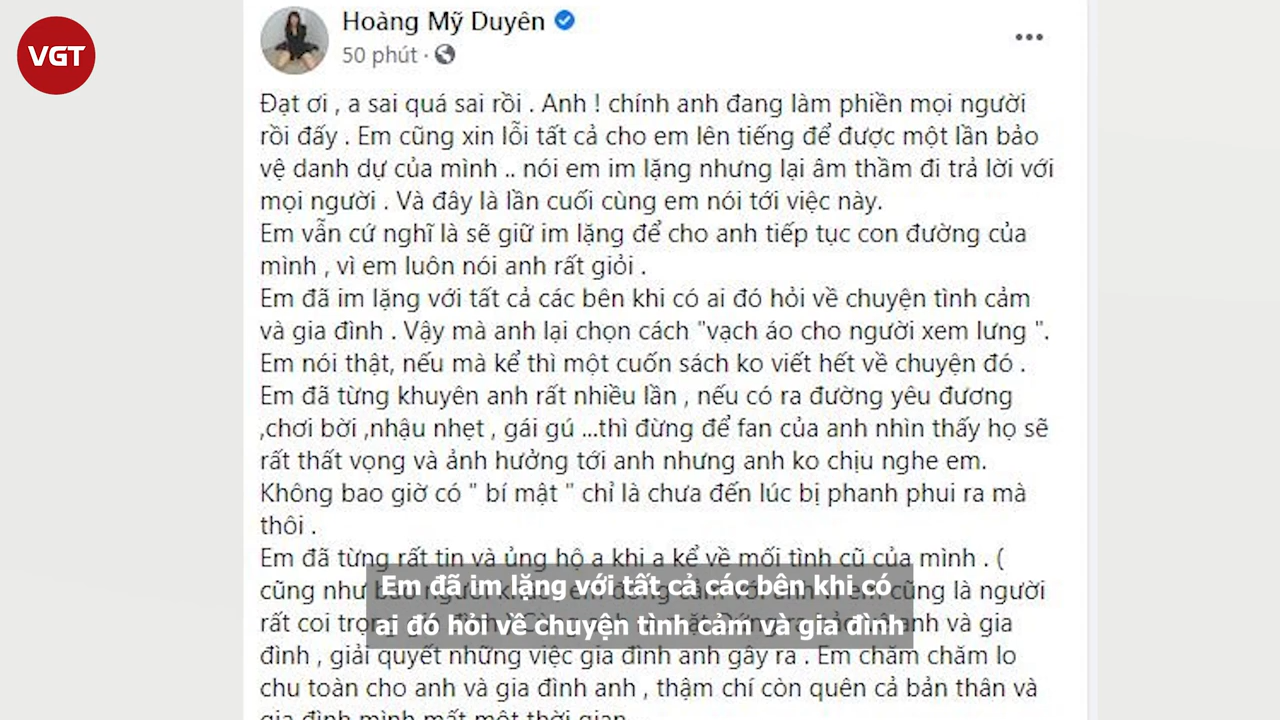 VGT
Hoàng Mỹ Duyên
50 phút ·
Đạt ơi , a sai quá sai rồi . Anh ! chính anh đang làm phiền mọi người
rồi đấy . Em cũng xin lỗi tất cả cho em lên tiếng để được một lần bảo
vệ danh dự của mình .. nói em im lặng nhưng lại âm thầm đi trả lời với
mọi người . Và đây là lần cuối cùng em nói tới việc này.
Em vẫn cứ nghĩ là sẽ giữ im lặng để cho anh tiếp tục con đường của
mình , vì em luôn nói anh rất giỏi .
Em đã im lặng với tất cả các bên khi có ai đó hỏi về chuyện tình cảm
và gia đình . Vậy mà anh lại chọn cách "vạch áo cho người xem lưng ".
Em nói thật, nếu mà kể thì một cuốn sách ko viết hết về chuyện đó .
Em đã từng khuyên anh rất nhiều lần , nếu có ra đường yêu đương
,chơi bời ,nhậu nhẹt , gái gú ...thì đừng để fan của anh nhìn thấy họ sẽ
rất thất vọng và ảnh hưởng tới anh nhưng anh ko chịu nghe em.
Không bao giờ có " bí mật " chỉ là chưa đến lúc bị phanh phui ra mà
thôi .
Em đã từng rất tin và ủng hộ a khi a kể về mối tình cũ của mình . (
cũng như cũng là người
Em đã im lặng với tất cả các bên khi có
rất coi anh và gia
ai đó hỏi về chuyện tình cảm và gia đình
đình , giải quyết những việc gia đình anh gây ra . Em chăm chăm lo
chu toàn cho anh và gia đình anh , thậm chí còn quên cả bản thân và
gia đình mình mất một thời gian